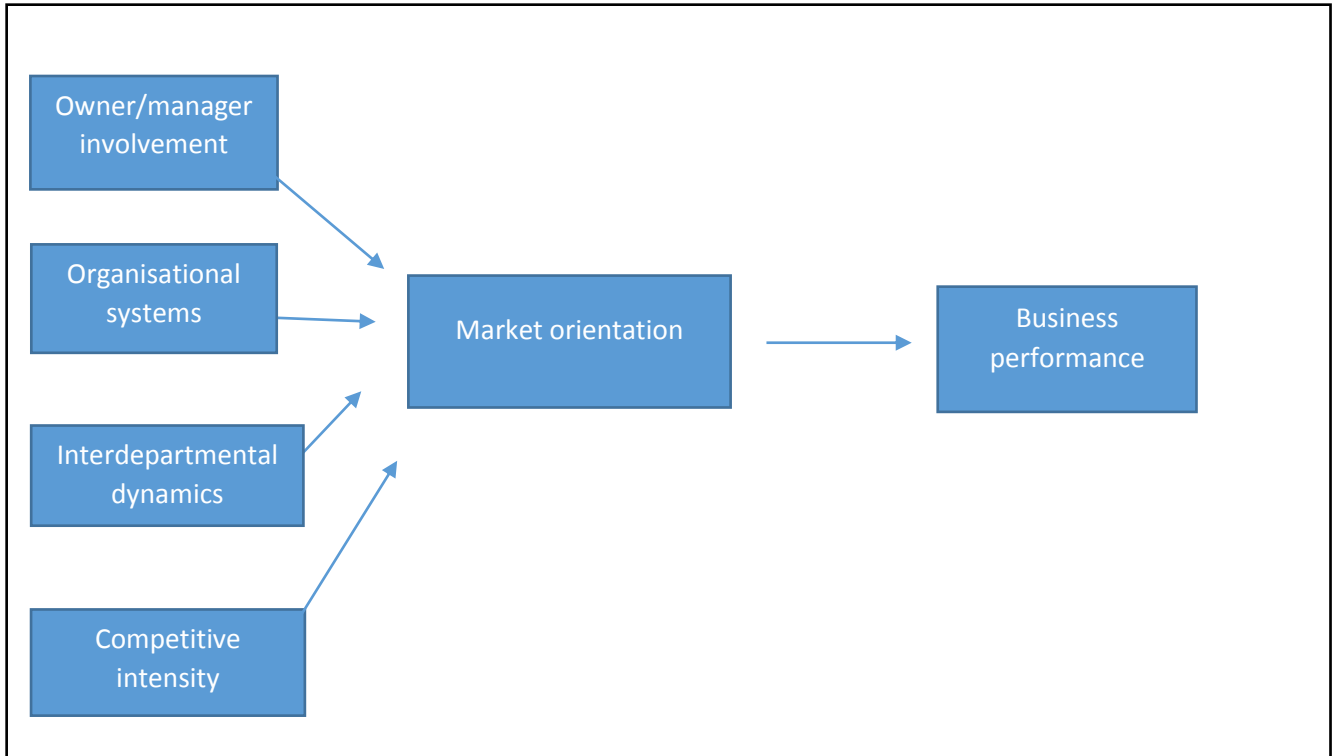 Owner/manager
involvement
Organisational
systems
Interdepartmental
dynamics
Competitive
intensity
Market orientation
Business
performance